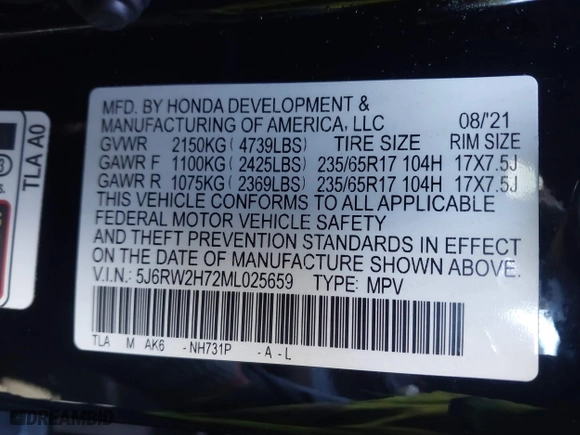 MFD. BY HONDA DEVELOPMENT &
MANUFACTURING OF AMERICA, LLC 08/'21
GVWR 2150KG ( 4739LBS) TIRE SIZE RIM SIZE
GAWR F 1100KG ( 2425LBS) 235/65R17 104H 17X7.5J
GAWR R 1075KG ( 2369LBS) 235/65R17 104H 17X7.5J
THIS VEHICLE CONFORMS TO ALL APPLICABLE
FEDERAL MOTOR VEHICLE SAFETY
AND THEFT PREVENTION STANDARDS IN EFFECT
ON THE DATE OF MANUFACTURE SHOWN ABOVE.
V.I.N.: 5J6RW2H72ML025659 TYPE: MPV
TLA M AK6 - NH731P - A - L
TLA A0
DREAMBID